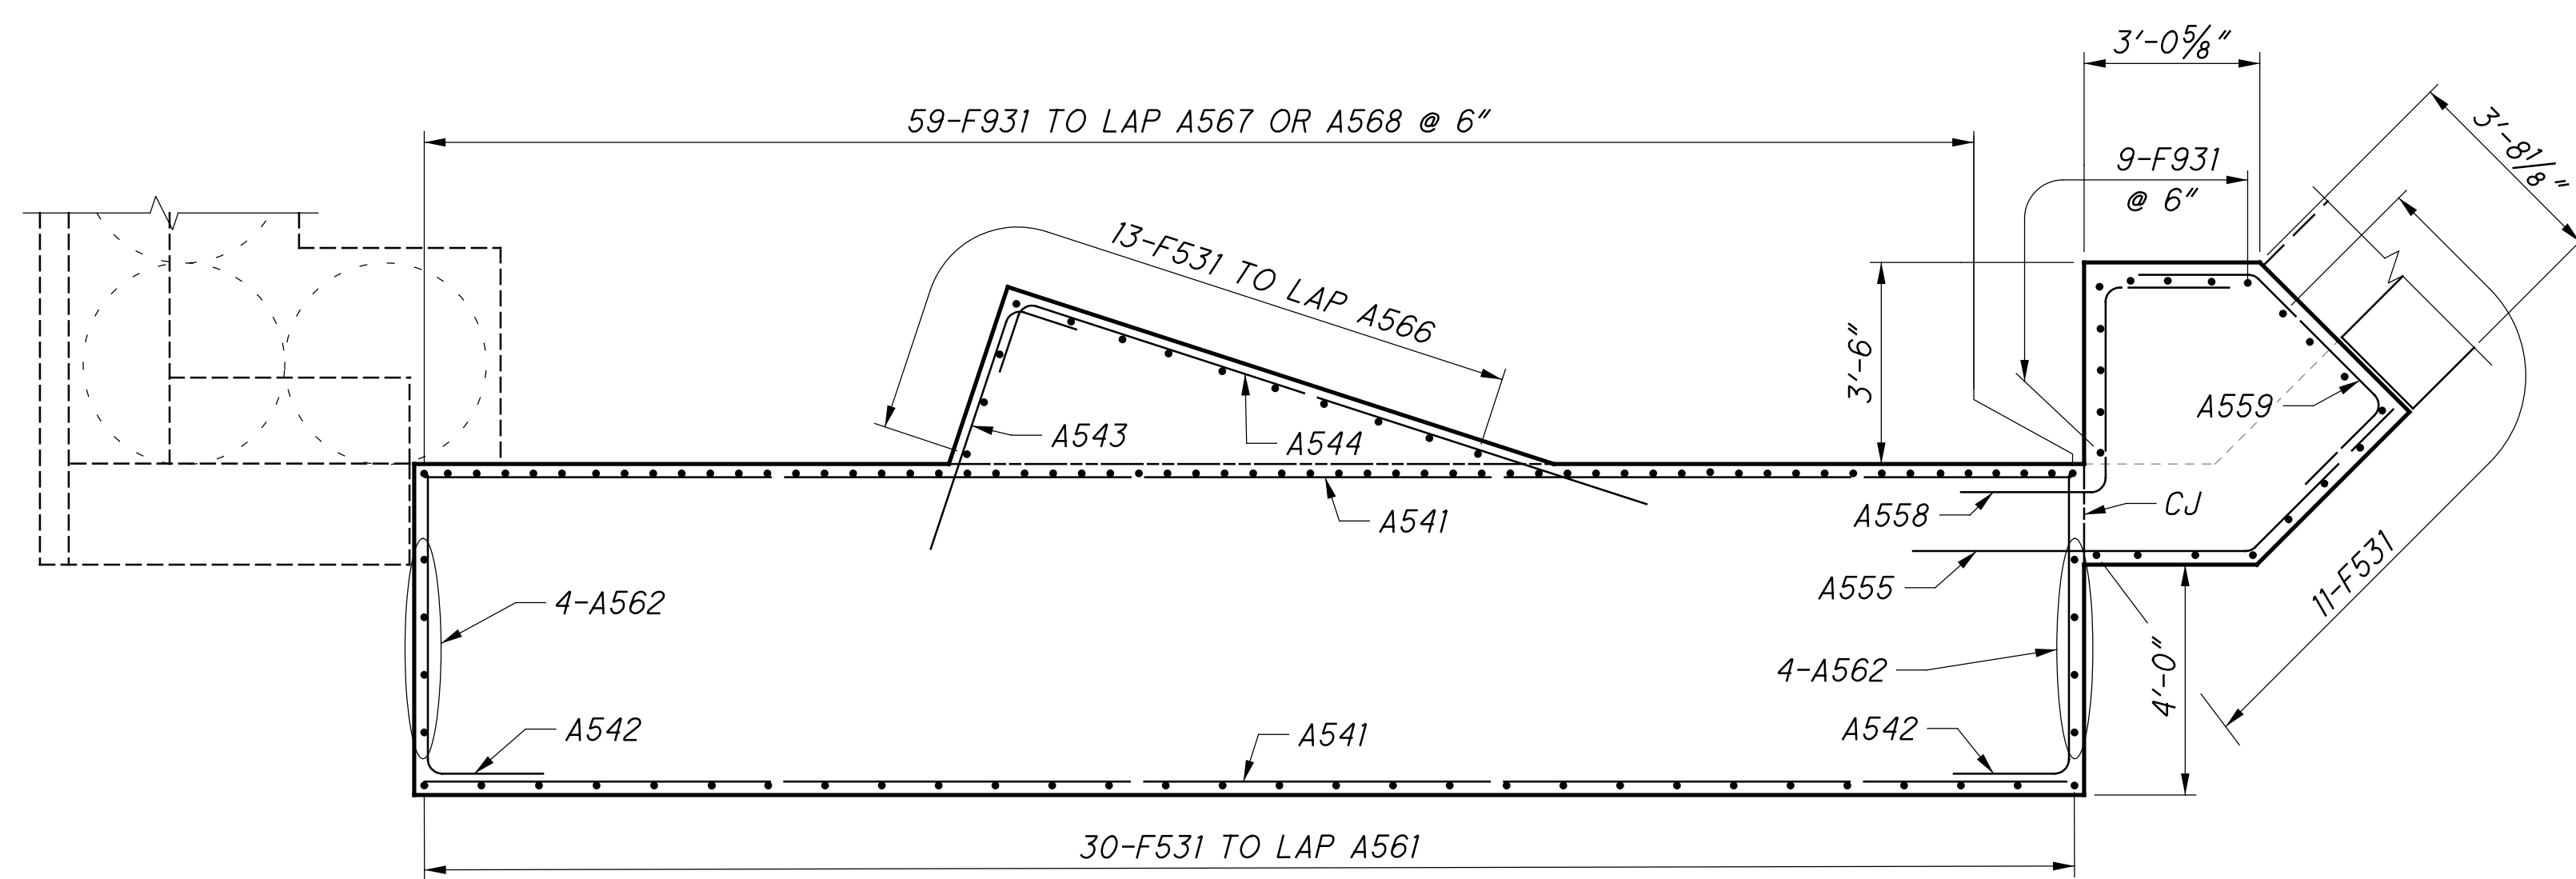 3'-0⅝"
59-F931 TO LAP A567 OR A568 @ 6"
3'-8⅛"
9-F931
@ 6"
13-F531 TO LAP A566
3'-6"
A559
A543
A544
A541
A558
CJ
A555
11-F531
4-A562
4-A562
4'-0"
A542
A541
A542
30-F531 TO LAP A561